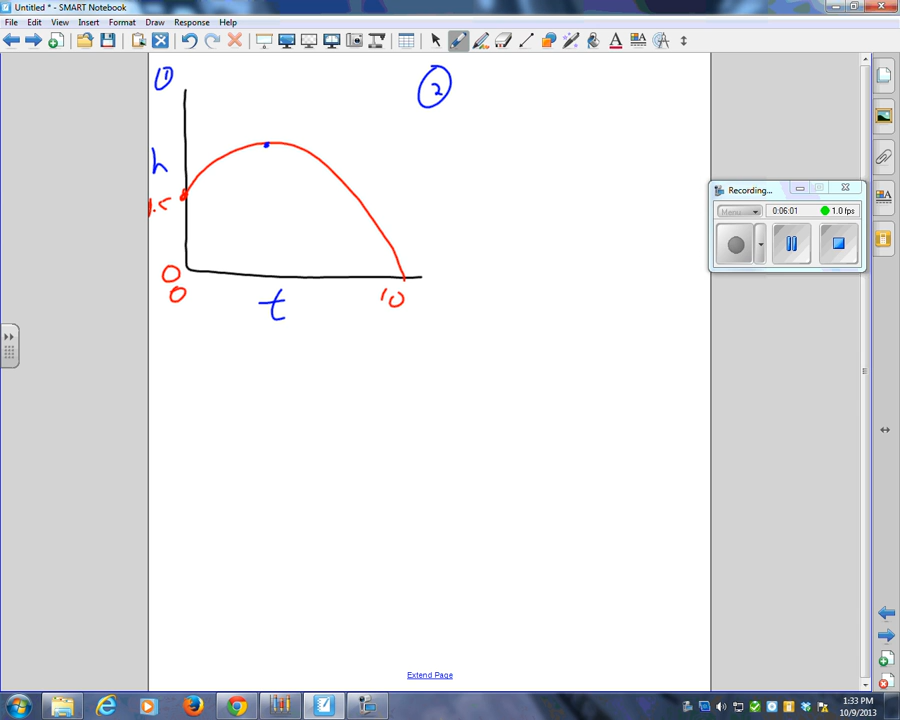 Untitled * - SMART Notebook
File Edit View Insert Format Draw Response Help
① ②
h
1.5
0
0 t 10
Recording...
Menu 0:06:01 1.0 fps
Extend Page
1:33 PM
10/9/2013